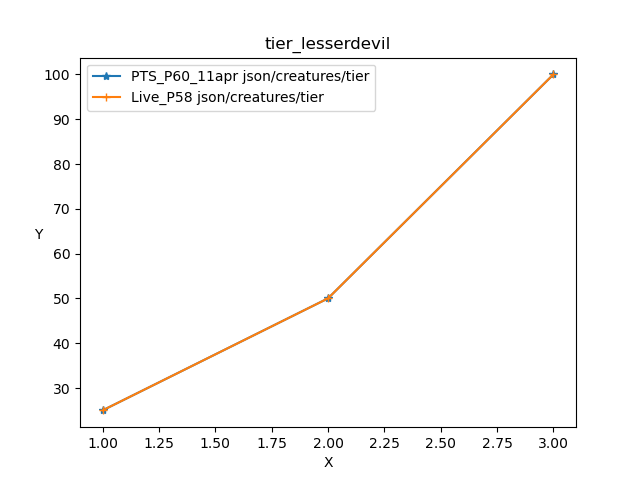 tier_lesserdevil
PTS_P60_11apr json/creatures/tier
Live_P58 json/creatures/tier
100
90
80
70
60
50
40
30
Y
1.00 1.25 1.50 1.75 2.00 2.25 2.50 2.75 3.00
X